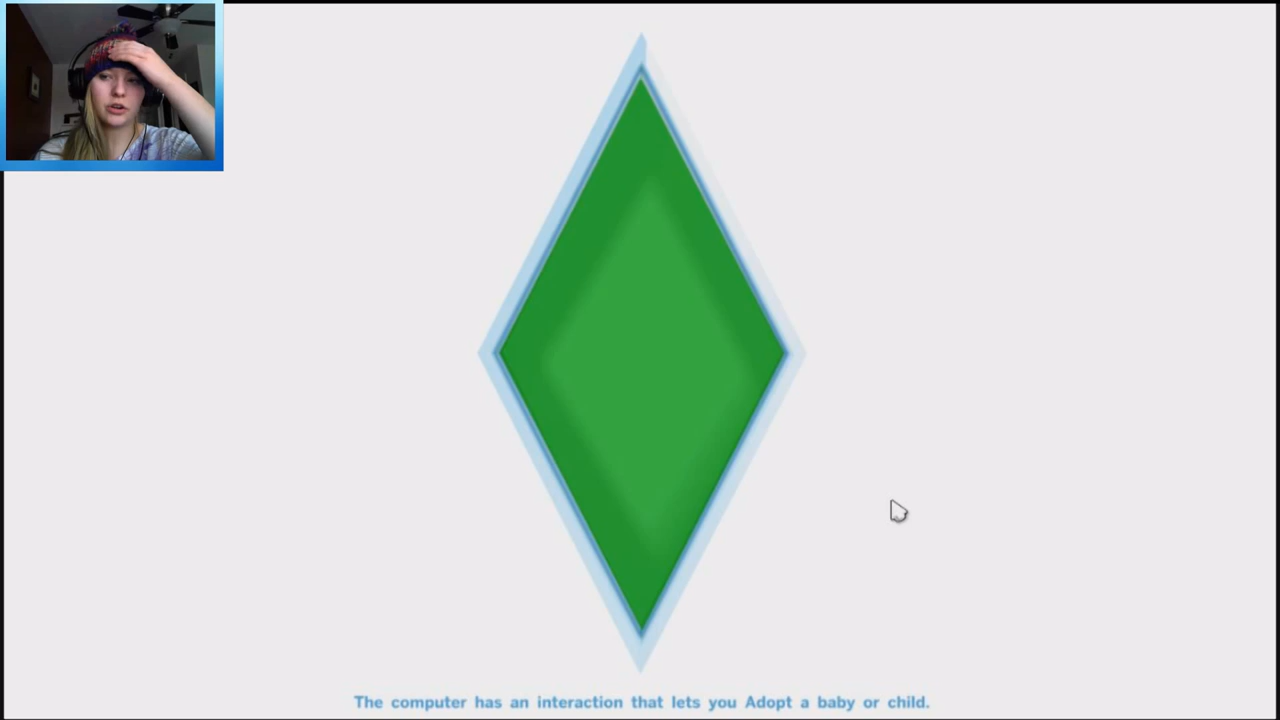 The computer has an interaction that lets you Adopt a baby or child.